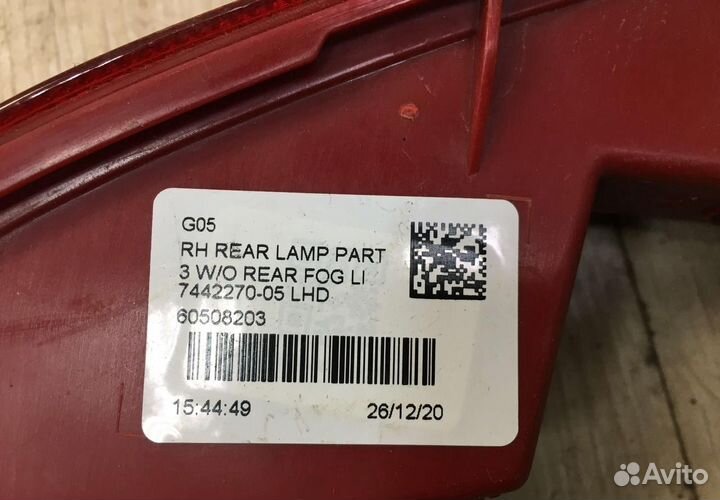 G05
RH REAR LAMP PART
3 W/O REAR FOG LI
7442270-05 LHD
60508203
15:44:49 26/12/20
Avito